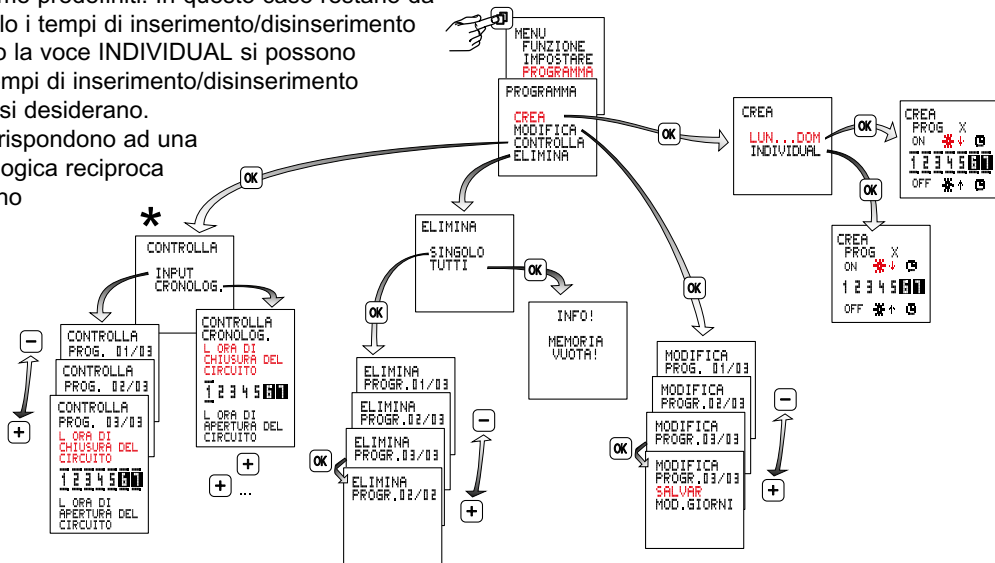 predefiniti. In questo caso restano da
i tempi di inserimento/disinserimento
la voce INDIVIDUAL si possono
tempi di inserimento/disinserimento
si desiderano.
rispondono ad una
logica reciproca
MENU
FUNZIONE
IMPOSTARE
PROGRAMMA
PROGRAMMA
CREA
MODIFICA
CONTROLLA
ELIMINA
OK
OK
OK
OK
CREA
LUN...DOM
INDIVIDUAL
OK
OK
CREA
PROG X
ON
1 2 3 4 5 6 7
OFF
CREA
PROG X
ON
1 2 3 4 5 6 7
OFF
*
CONTROLLA
INPUT
CRONOLOG.
CONTROLLA
PROG. 01/03
CONTROLLA
PROG. 02/03
CONTROLLA
PROG. 03/03
L ORA DI
CHIUSURA DEL
CIRCUITO
1 2 3 4 5 6 7
L ORA DI
APERTURA DEL
CIRCUITO
-
+
CONTROLLA
CRONOLOG.
L ORA DI
CHIUSURA DEL
CIRCUITO
1 2 3 4 5 6 7
L ORA DI
APERTURA DEL
CIRCUITO
+
+ ...
ELIMINA
SINGOLO
TUTTI
OK
INFO!
MEMORIA
VUOTA!
ELIMINA
PROGR.01/03
ELIMINA
PROGR.02/03
ELIMINA
PROGR.03/03
OK
ELIMINA
PROGR.02/02
-
+
MODIFICA
PROG. 01/03
MODIFICA
PROGR.02/03
MODIFICA
PROGR.03/03
OK
MODIFICA
PROGR.03/03
SALVAR
MOD.GIORNI
-
+